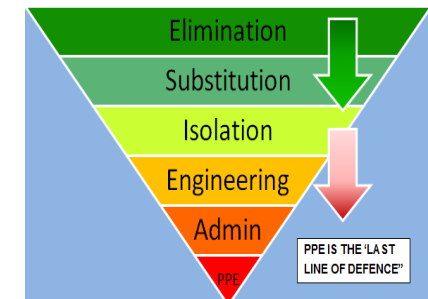 Elimination
Substitution
Isolation
Engineering
Admin
PPE
PPE IS THE 'LAST
LINE OF DEFENCE"